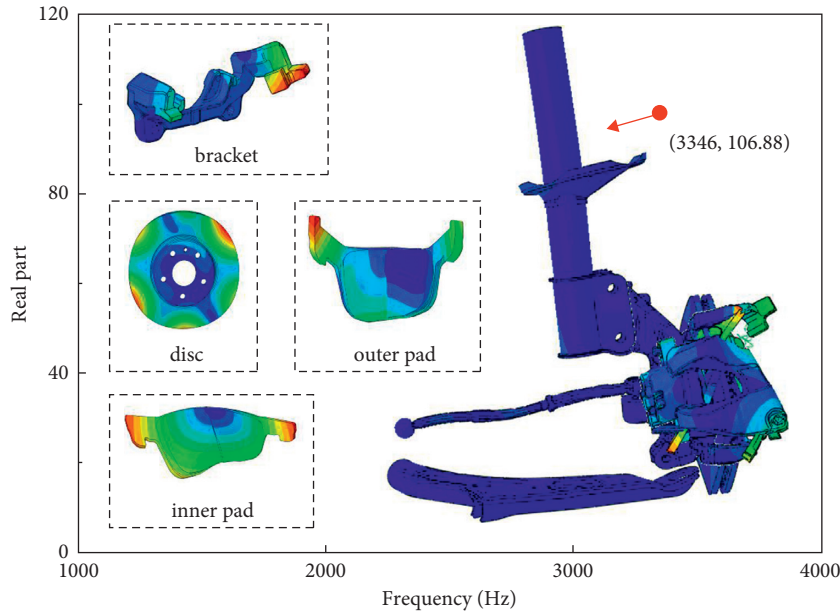 120
80
40
0
Real part
bracket
disc
outer pad
inner pad
(3346, 106.88)
1000
2000
3000
4000
Frequency (Hz)